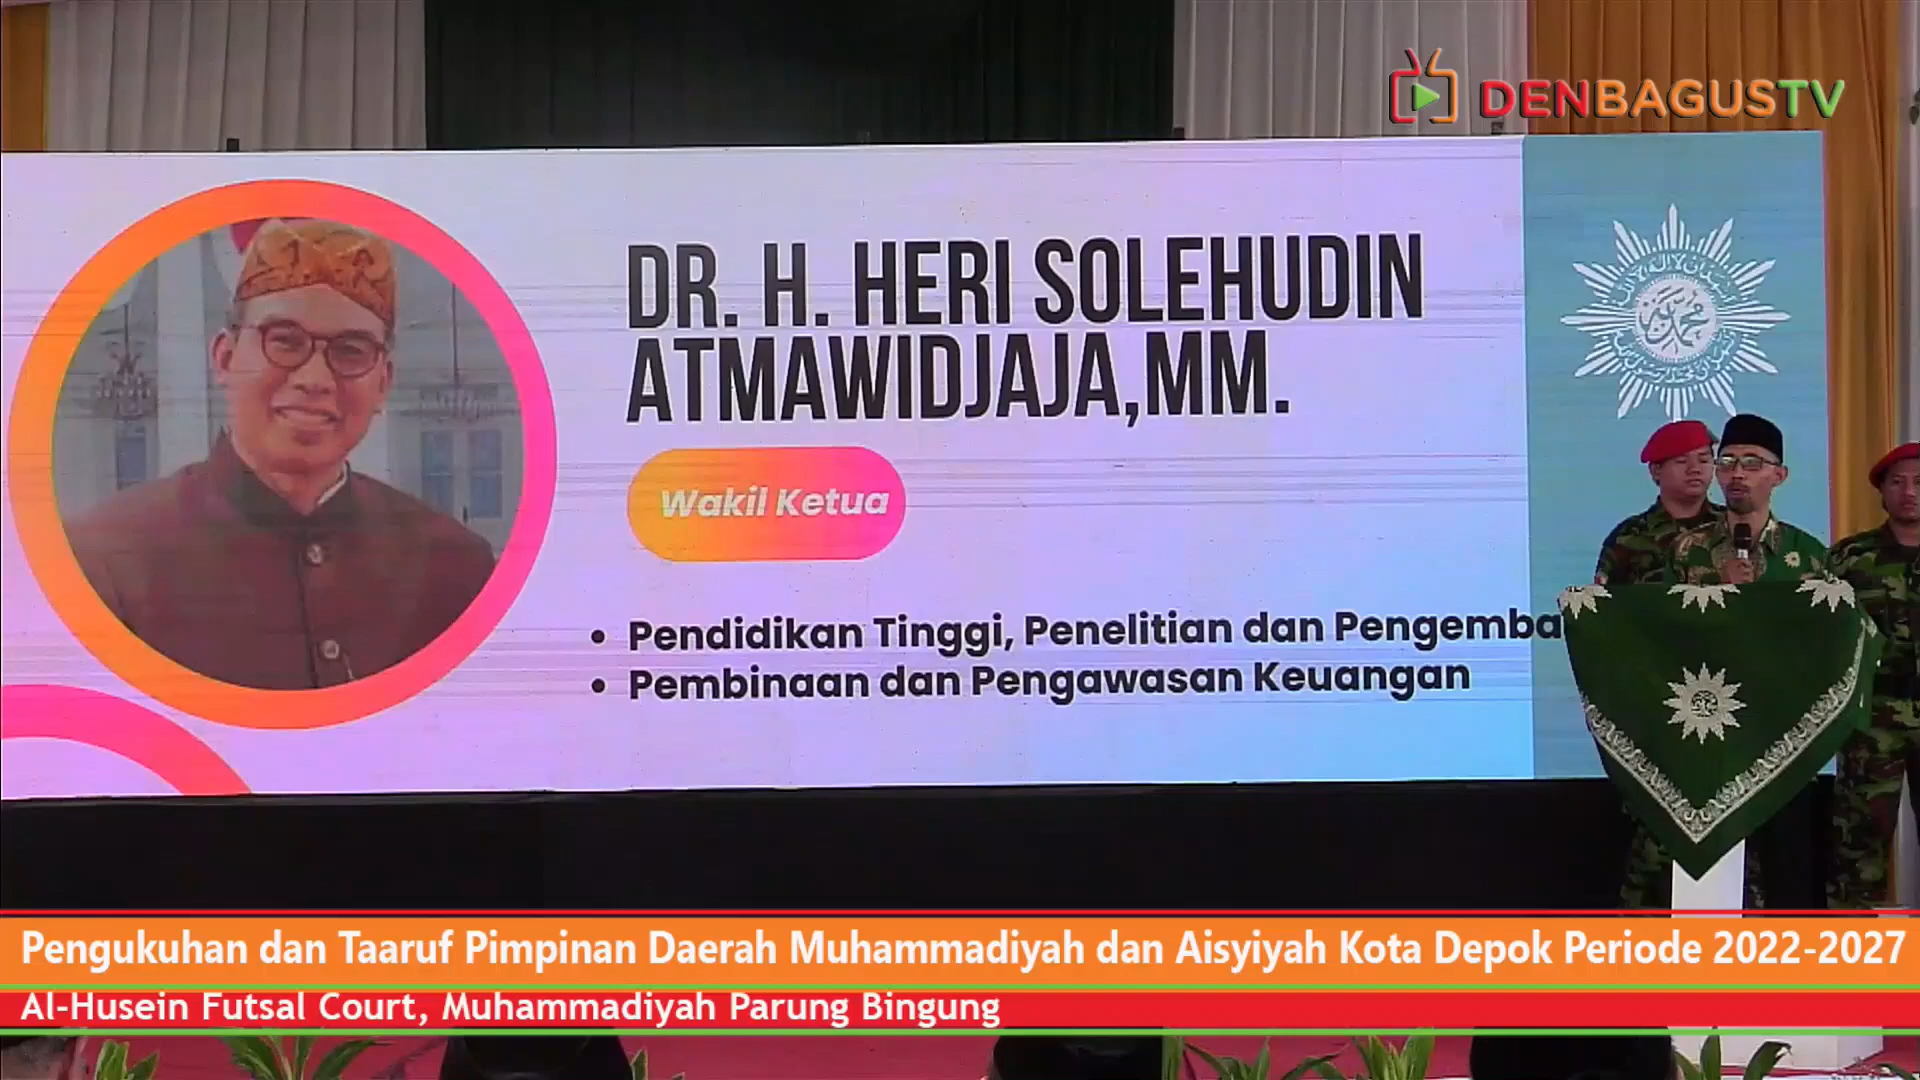 DENBAGUSTV
DR. H. HERI SOLEHUDIN
ATMAWIDJAJA,MM.
Wakil Ketua
• Pendidikan Tinggi, Penelitian dan Pengemba
• Pembinaan dan Pengawasan Keuangan
Pengukuhan dan Taaruf Pimpinan Daerah Muhammadiyah dan Aisyiyah Kota Depok Periode 2022-2027
Al-Husein Futsal Court, Muhammadiyah Parung Bingung